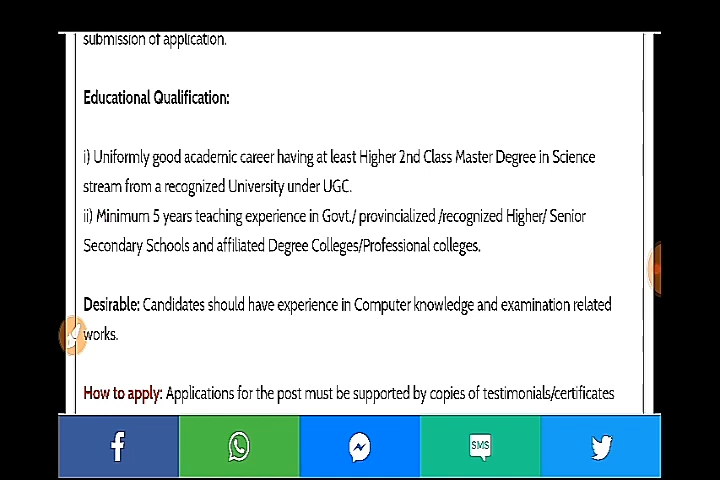 submission of application.
Educational Qualification:
i) Uniformly good academic career having at least Higher 2nd Class Master Degree in Science
stream from a recognized University under UGC.
ii) Minimum 5 years teaching experience in Govt./ provincialized /recognized Higher/ Senior
Secondary Schools and affiliated Degree Colleges/Professional colleges.
Desirable: Candidates should have experience in Computer knowledge and examination related
works.
How to apply: Applications for the post must be supported by copies of testimonials/certificates
SMS